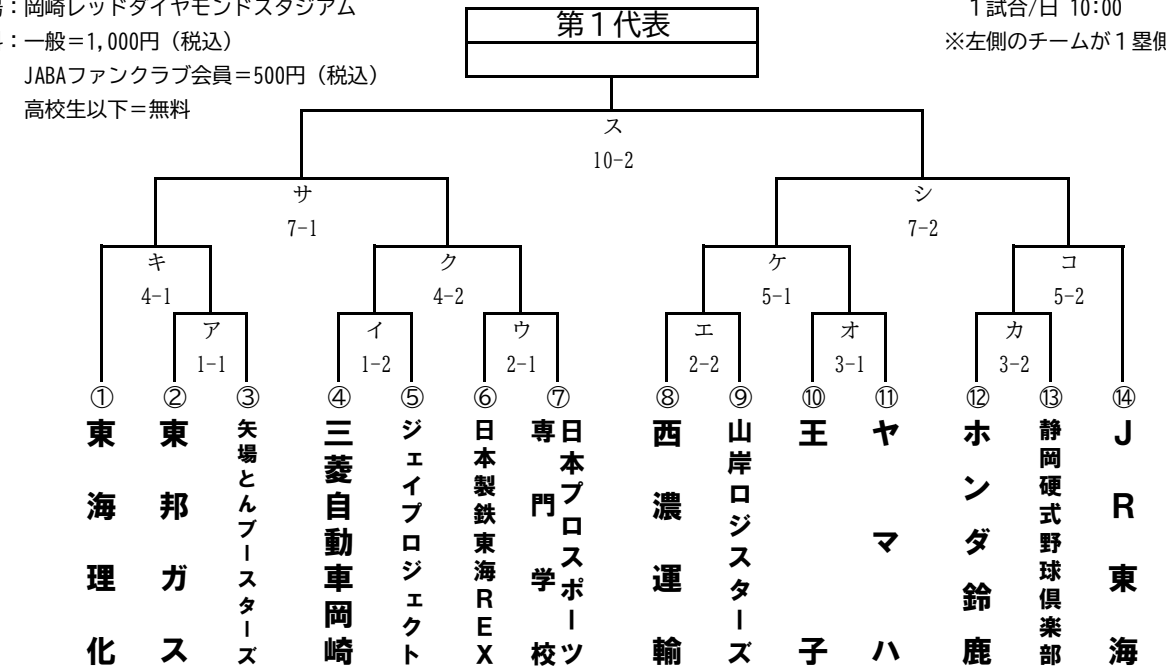 ：岡崎レッドダイヤモンドスタジアム
：一般＝1,000円（税込）
JABAファンクラブ会員＝500円（税込）
高校生以下＝無料
第１代表
１試合/日 10:00
※左側のチームが１塁側
ス
10-2
サ
7-1
シ
7-2
キ
4-1
ク
4-2
ケ
5-1
コ
5-2
ア
1-1
イ
1-2
ウ
2-1
エ
2-2
オ
3-1
カ
3-2
①
東海理化
②
東邦ガス
③
矢場とんブースターズ
④
三菱自動車岡崎
⑤
ジェイプロジェクト
⑥
日本製鉄東海REX
⑦
日本プロスポーツ
専門学校
⑧
西濃運輸
⑨
山岸ロジスターズ
⑩
王子
⑪
ヤマハ
⑫
ホンダ鈴鹿
⑬
静岡硬式野球倶楽部
⑭
JR東海